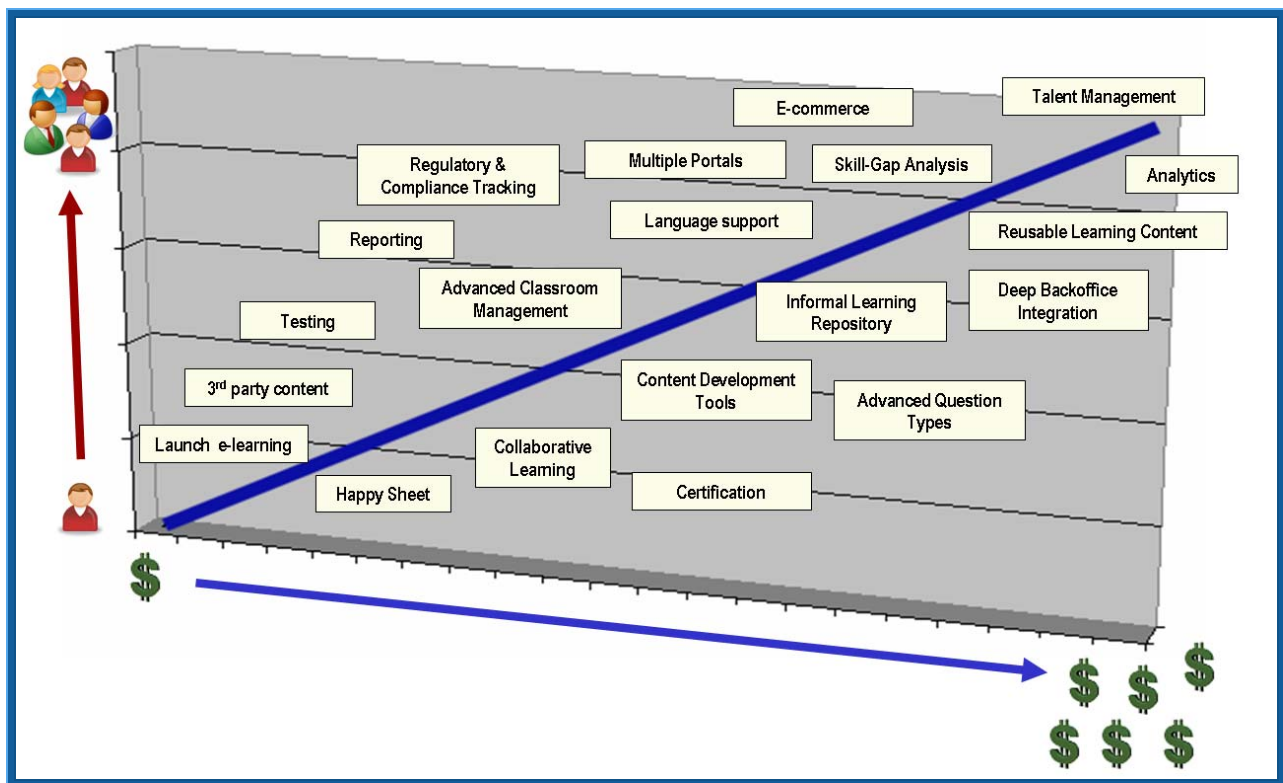 Talent Management
E-commerce
Regulatory &
Compliance Tracking
Multiple Portals
Skill-Gap Analysis
Analytics
Language support
Reusable Learning Content
Reporting
Advanced Classroom
Management
Informal Learning
Repository
Deep Backoffice
Integration
Testing
3rd party content
Content Development
Tools
Advanced Question
Types
Launch e-learning
Collaborative
Learning
Happy Sheet
Certification
$
$
$
$
$
$
$